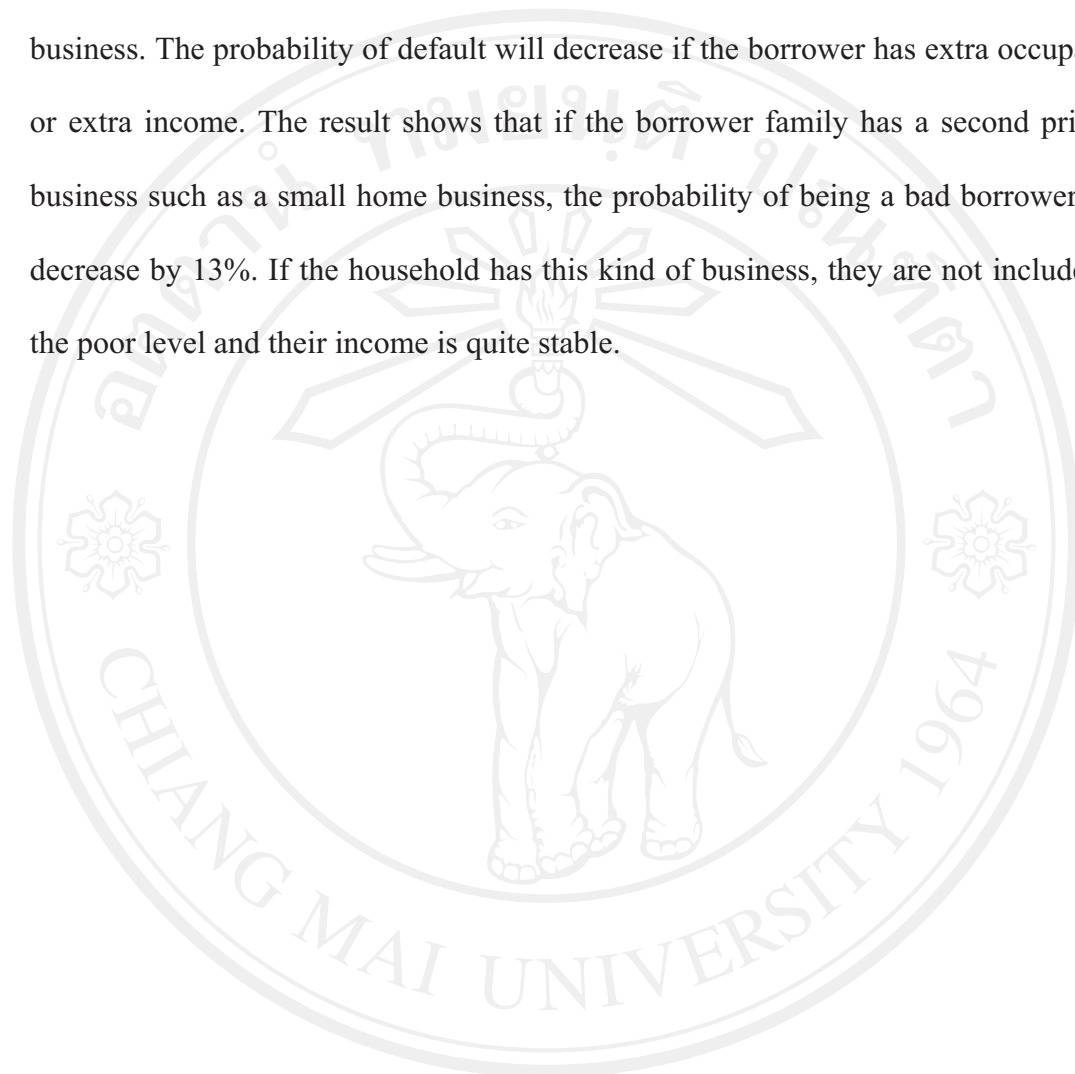 business. The probability of default will decrease if the borrower has extra
or extra income. The result shows that if the borrower family has a second
business such as a small home business, the probability of being a bad borrower
decrease by 13%. If the household has this kind of business, they are not
the poor level and their income is quite stable.
CHIANG MAI UNIVERSITY 1964